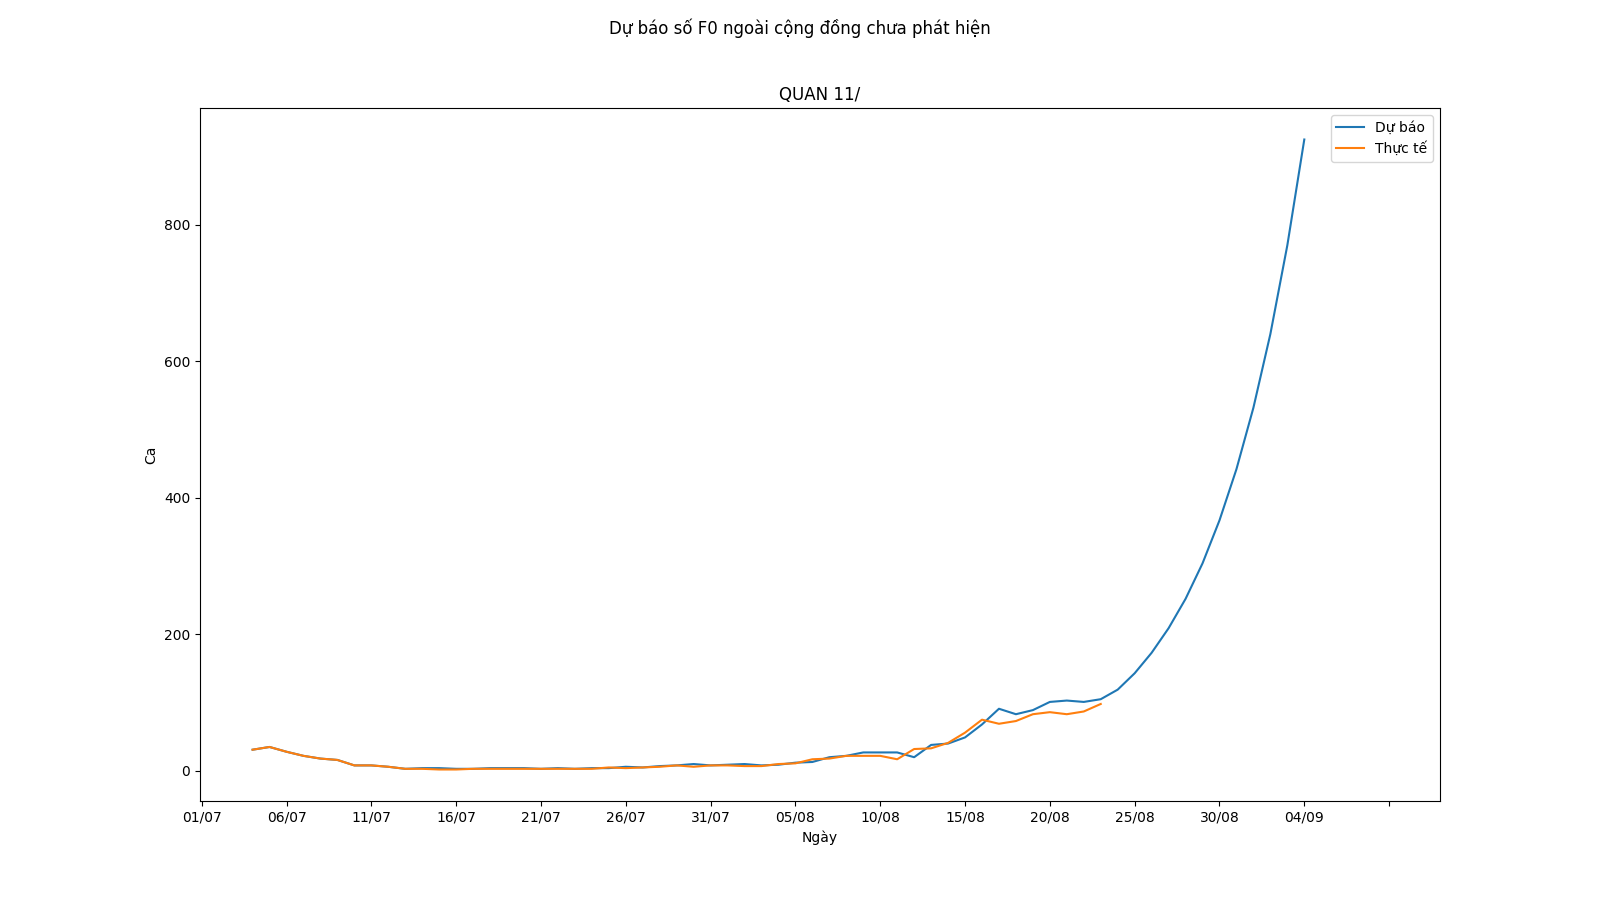 Dự báo số F0 ngoài cộng đồng chưa phát hiện
QUAN 11/
Dự báo
Thực tế
800
600
400
200
0
Ca
01/07 06/07 11/07 16/07 21/07 26/07 31/07 05/08 10/08 15/08 20/08 25/08 30/08 04/09
Ngày